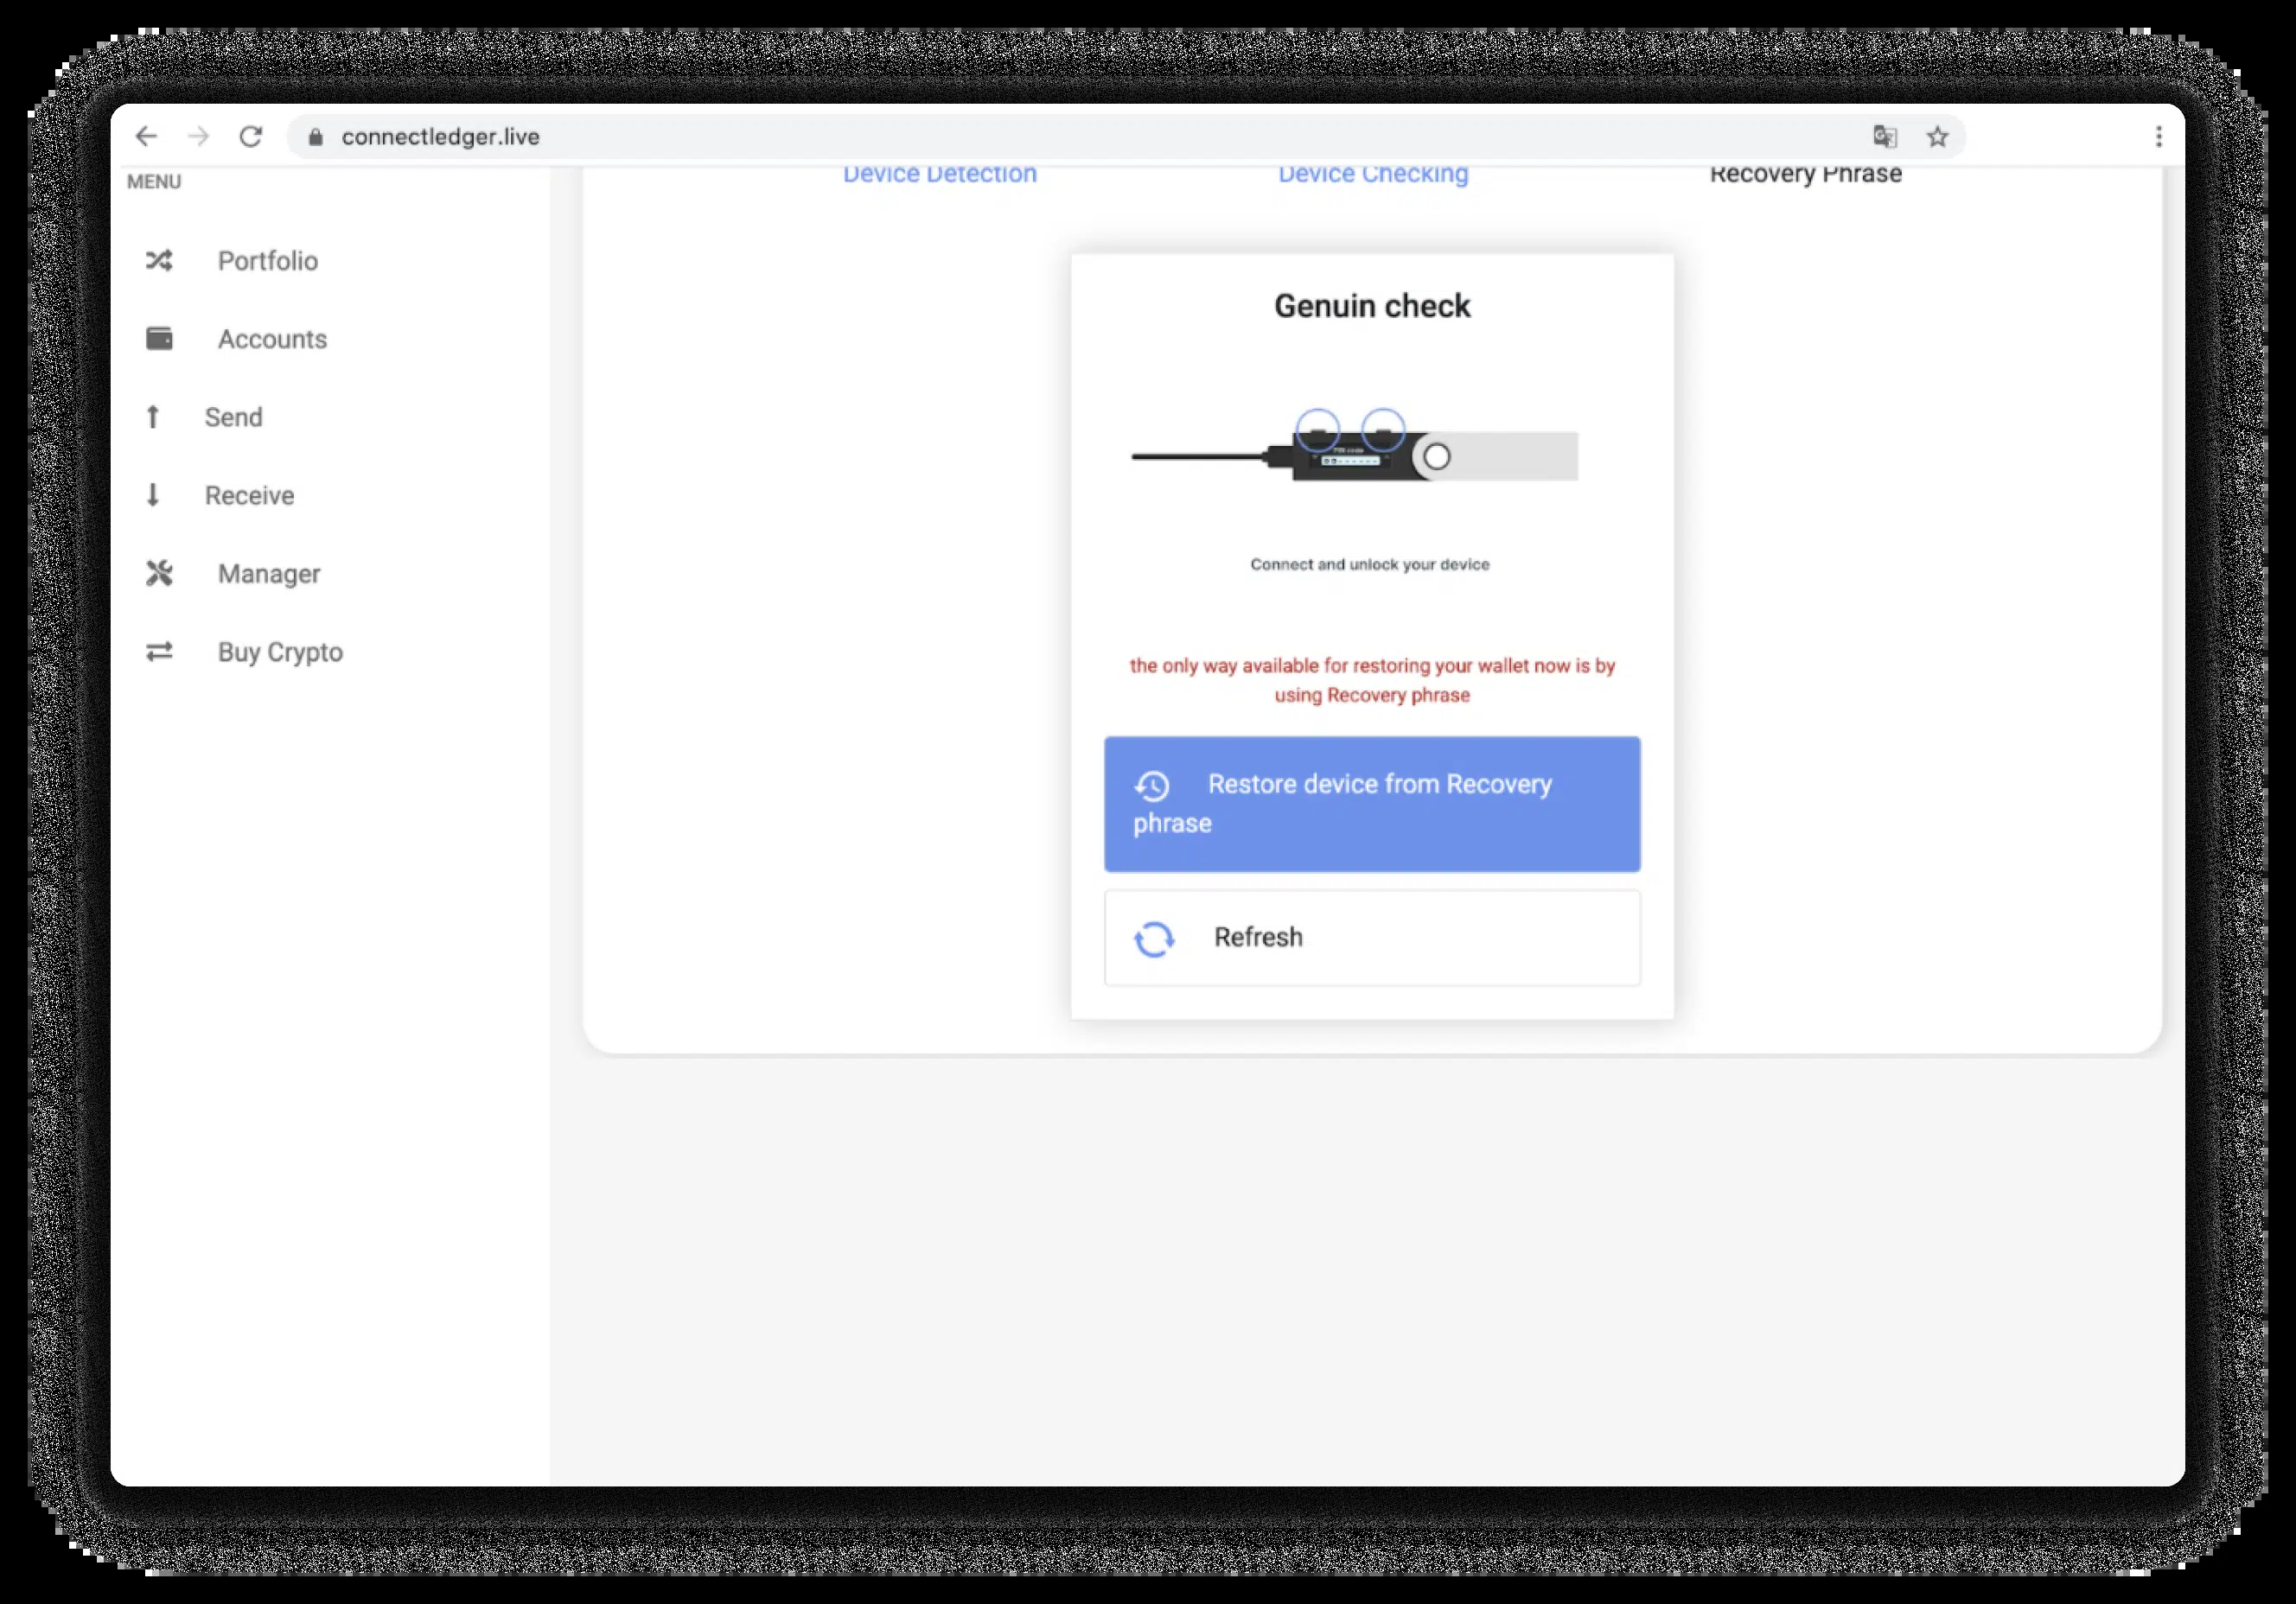 connectledger.live
MENU
Device Detection
Device Checking
Recovery Phrase
Portfolio
Accounts
Send
Receive
Manager
Buy Crypto
Genuin check
Connect and unlock your device
the only way available for restoring your wallet now is by
using Recovery phrase
Restore device from Recovery
phrase
Refresh